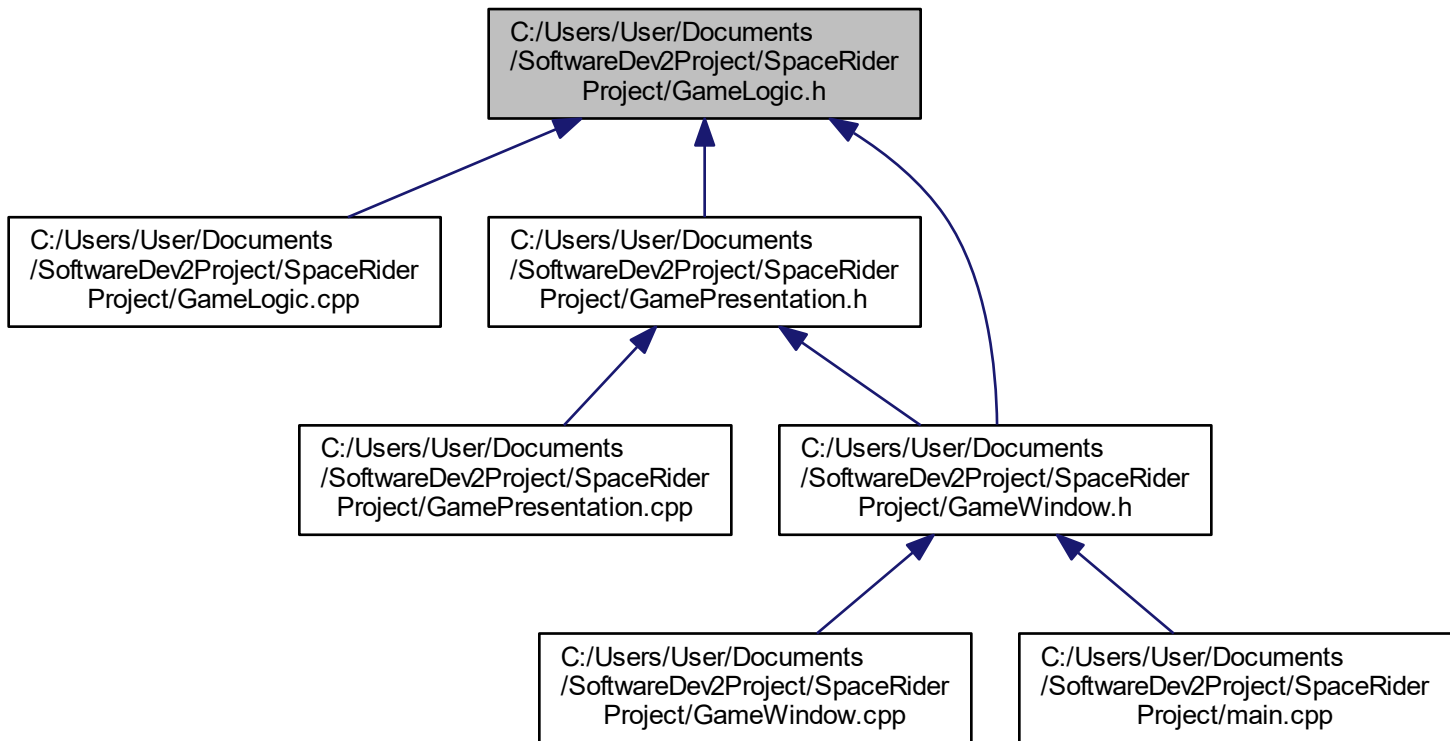 C:/Users/User/Documents
/SoftwareDev2Project/SpaceRider
Project/GameLogic.h
C:/Users/User/Documents
/SoftwareDev2Project/SpaceRider
Project/GameLogic.cpp
C:/Users/User/Documents
/SoftwareDev2Project/SpaceRider
Project/GamePresentation.h
C:/Users/User/Documents
/SoftwareDev2Project/SpaceRider
Project/GamePresentation.cpp
C:/Users/User/Documents
/SoftwareDev2Project/SpaceRider
Project/GameWindow.h
C:/Users/User/Documents
/SoftwareDev2Project/SpaceRider
Project/GameWindow.cpp
C:/Users/User/Documents
/SoftwareDev2Project/SpaceRider
Project/main.cpp